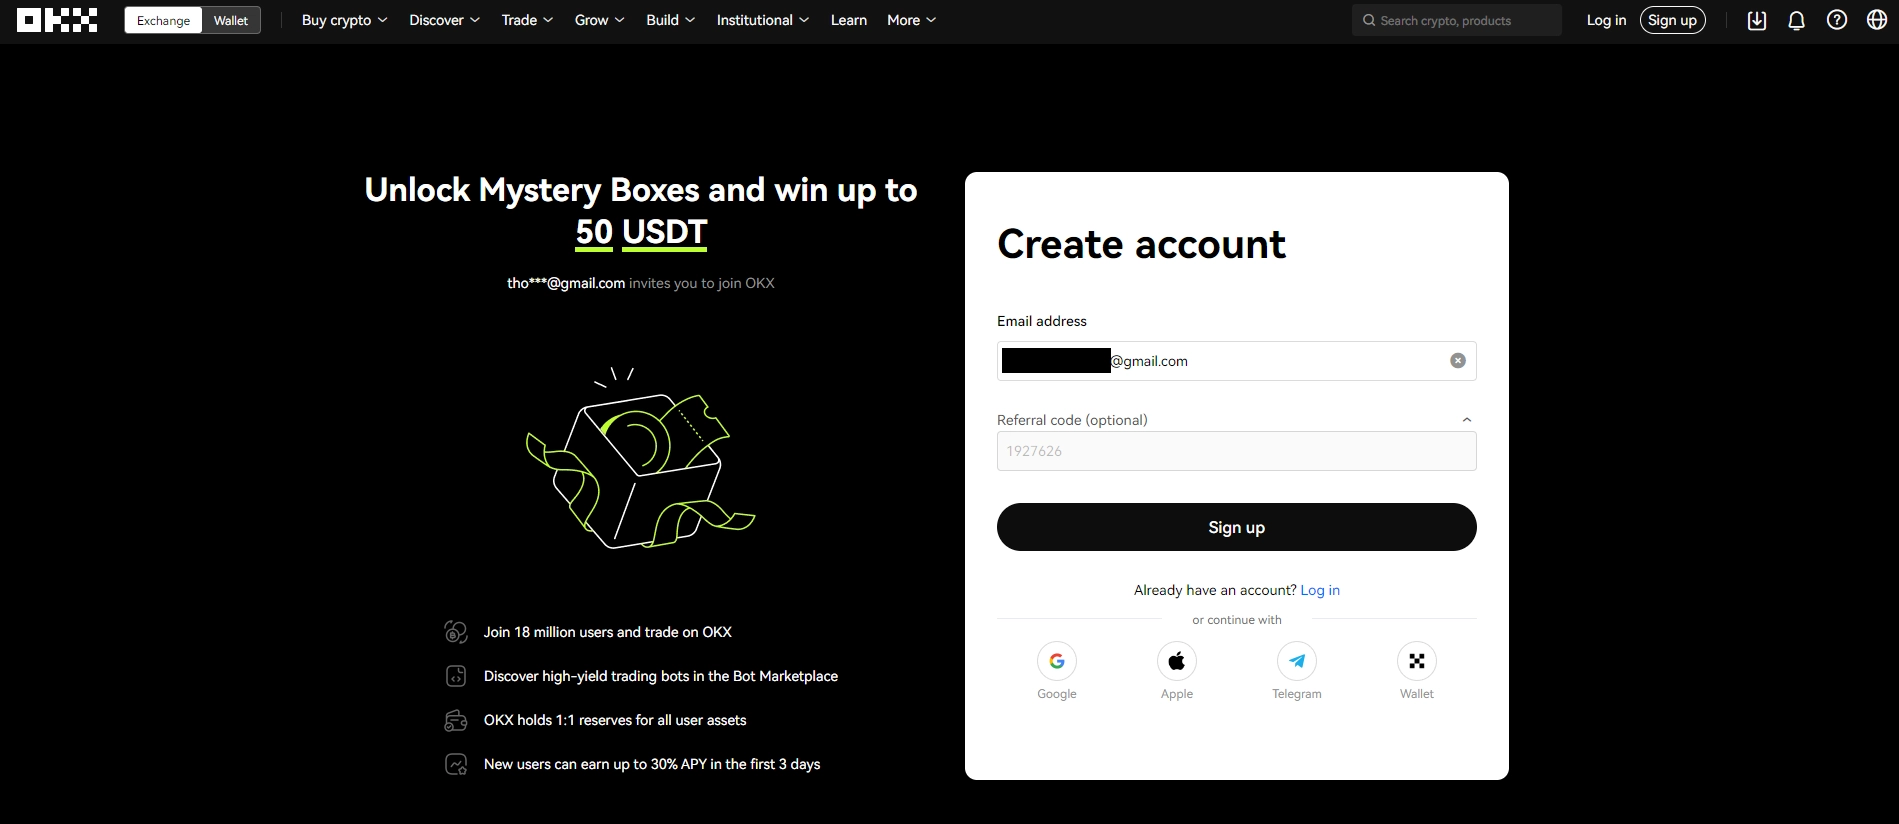 OKX
Exchange
Wallet
Buy crypto
Discover
Trade
Grow
Build
Institutional
Learn
More
Search crypto, products
Log in
Sign up
Unlock Mystery Boxes and win up to
50 USDT
tho***@gmail.com invites you to join OKX
Join 18 million users and trade on OKX
Discover high-yield trading bots in the Bot Marketplace
OKX holds 1:1 reserves for all user assets
New users can earn up to 30% APY in the first 3 days
Create account
Email address
@gmail.com
Referral code (optional)
1927626
Sign up
Already have an account? Log in
or continue with
Google
Apple
Telegram
Wallet